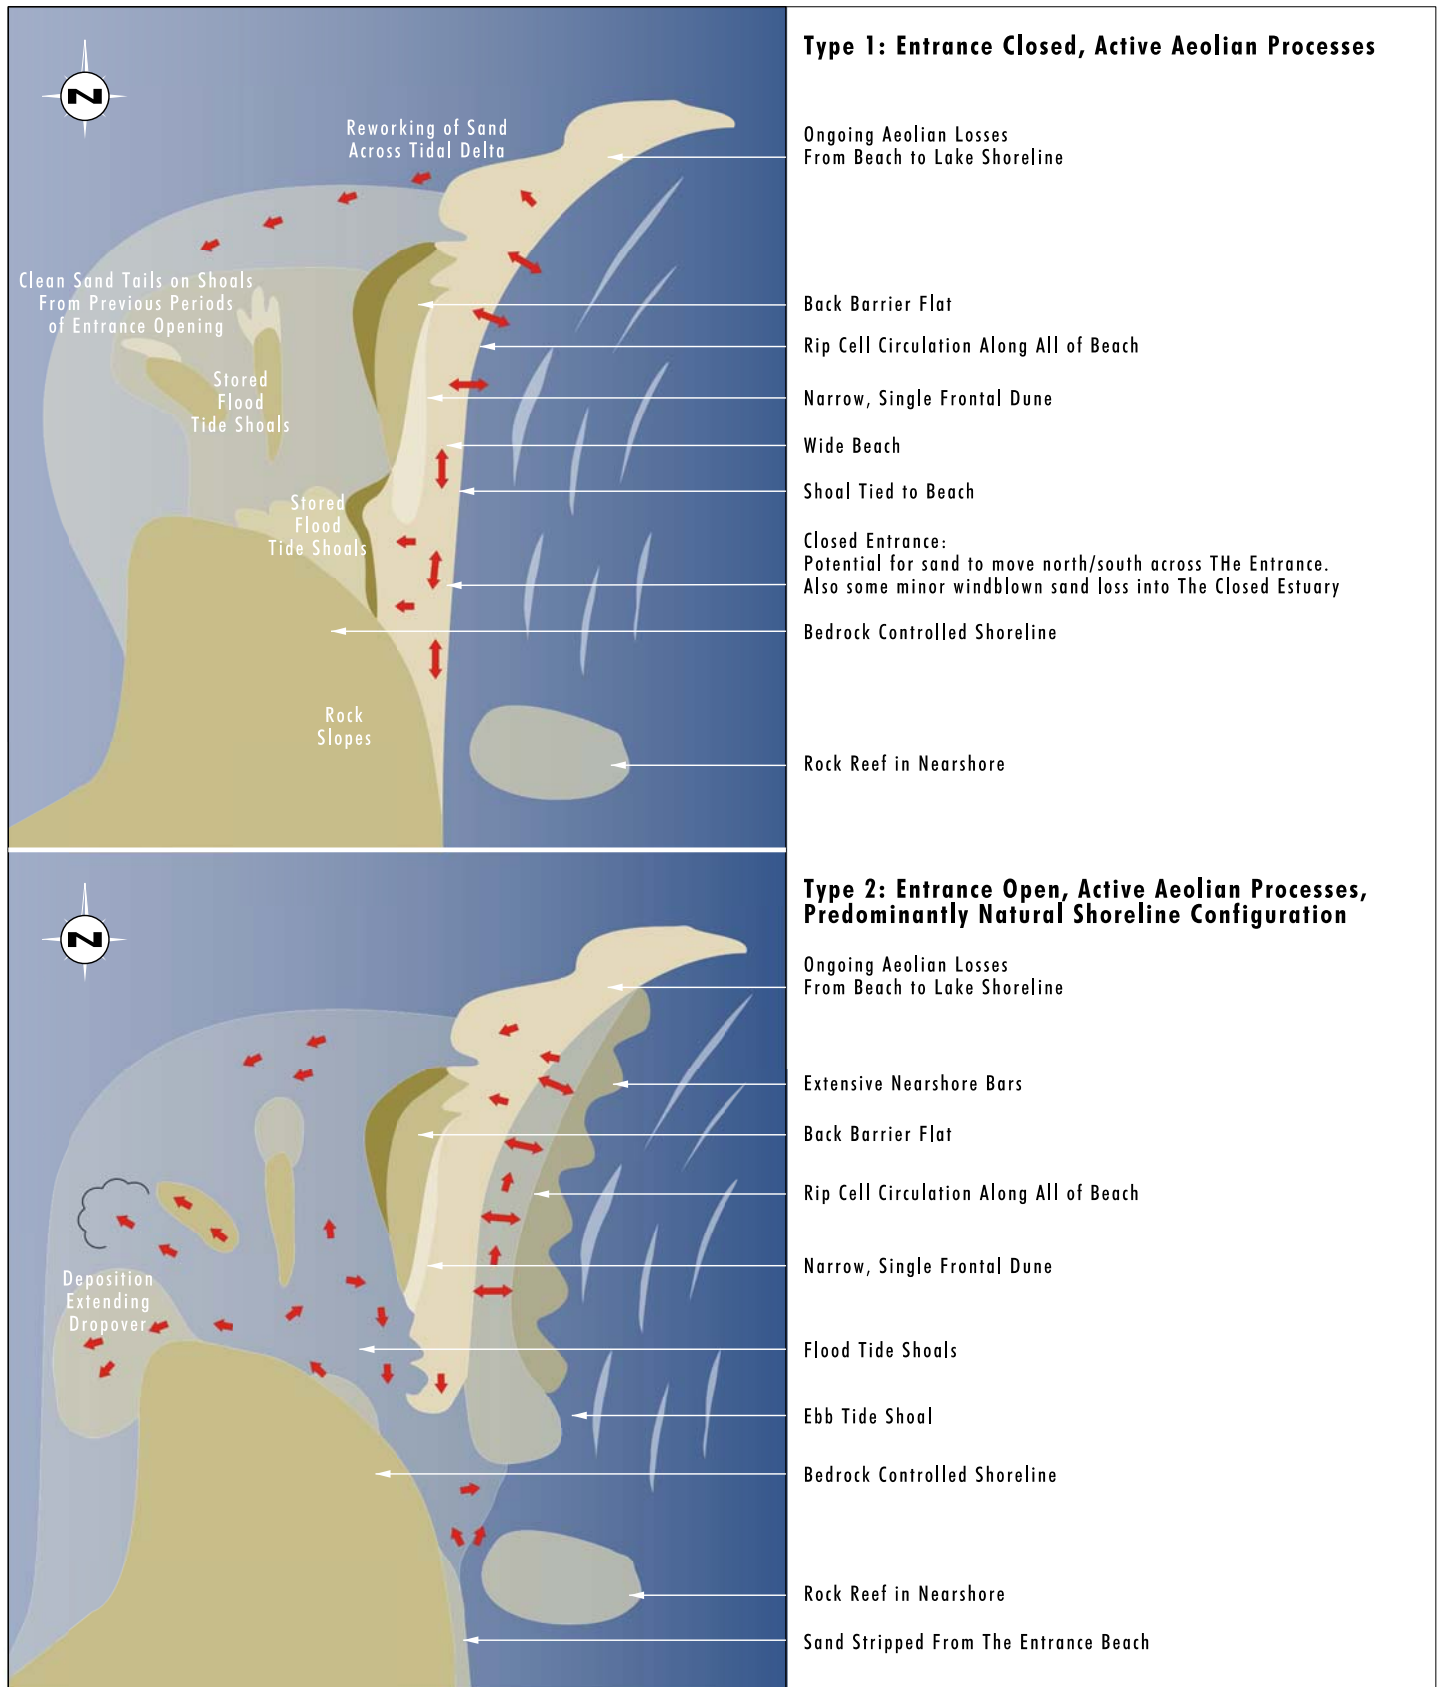 Type 1: Entrance Closed, Active Aeolian Processes
N
Reworking of Sand
Across Tidal Delta
Ongoing Aeolian Losses
From Beach to Lake Shoreline
Clean Sand Tails on Shoals
From Previous Periods
of Entrance Opening
Back Barrier Flat
Rip Cell Circulation Along All of Beach
Stored
Flood
Tide Shoals
Narrow, Single Frontal Dune
Wide Beach
Shoal Tied to Beach
Stored
Flood
Tide Shoals
Closed Entrance:
Potential for sand to move north/south across THe Entrance.
Also some minor windblown sand loss into The Closed Estuary
Bedrock Controlled Shoreline
Rock
Slopes
Rock Reef in Nearshore
Type 2: Entrance Open, Active Aeolian Processes,
Predominantly Natural Shoreline Configuration
N
Ongoing Aeolian Losses
From Beach to Lake Shoreline
Extensive Nearshore Bars
Back Barrier Flat
Rip Cell Circulation Along All of Beach
Narrow, Single Frontal Dune
Deposition
Extending
Dropover
Flood Tide Shoals
Ebb Tide Shoal
Bedrock Controlled Shoreline
Rock Reef in Nearshore
Sand Stripped From The Entrance Beach